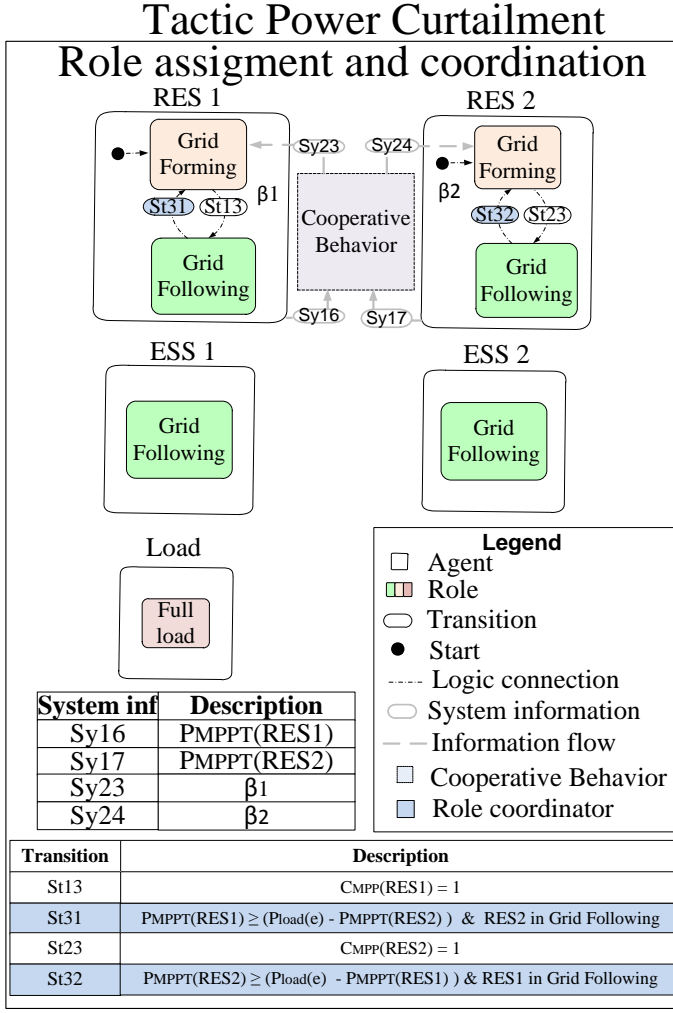 Tactic Power Curtailment
Role assigment and coordination
RES 1
RES 2
Grid
Forming
St31
St13
β1
Grid
Following
Sy23
Sy24
Cooperative
Behavior
Sy16
Sy17
Grid
Forming
β2
St32
St23
Grid
Following
ESS 1
Grid
Following
ESS 2
Grid
Following
Load
Full
load
Legend
Agent
Role
Transition
Start
Logic connection
System information
Information flow
Cooperative Behavior
Role coordinator
System inf Description
Sy16 PMPPT(RES1)
Sy17 PMPPT(RES2)
Sy23 β1
Sy24 β2
Transition Description
St13 CMPP(RES1) = 1
St31 PMPPT(RES1) ≥ (Pload(e) - PMPPT(RES2) ) & RES2 in Grid Following
St23 CMPP(RES2) = 1
St32 PMPPT(RES2) ≥ (Pload(e) - PMPPT(RES1) ) & RES1 in Grid Following